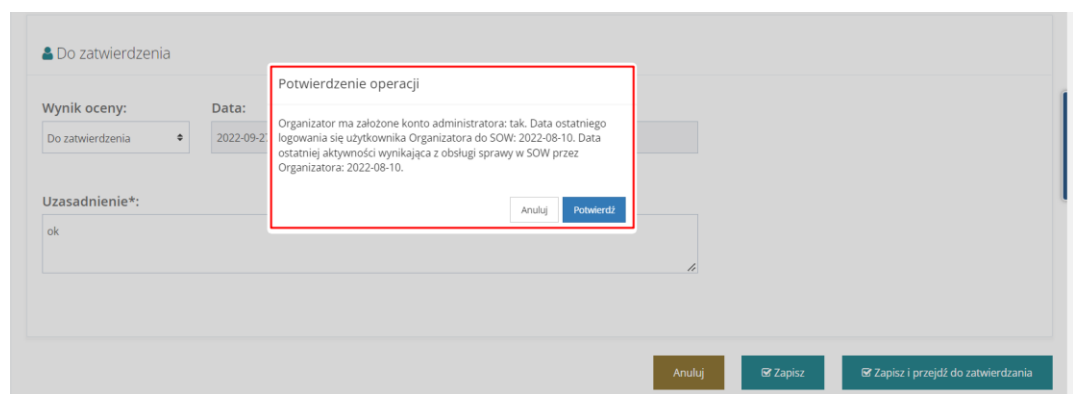 Do zatwierdzenia
Potwierdzenie operacji
Wynik oceny:
Data:
Do zatwierdzenia
2022-09-2
Organizator ma założone konto administratora: tak. Data ostatniego
logowania się użytkownika Organizatora do SOW: 2022-08-10. Data
ostatniej aktywności wynikająca z obsługi sprawy w SOW przez
Organizatora: 2022-08-10.
Anuluj
Potwierdź
Uzasadnienie*:
ok
Anuluj
Zapisz
Zapisz i przejdź do zatwierdzania